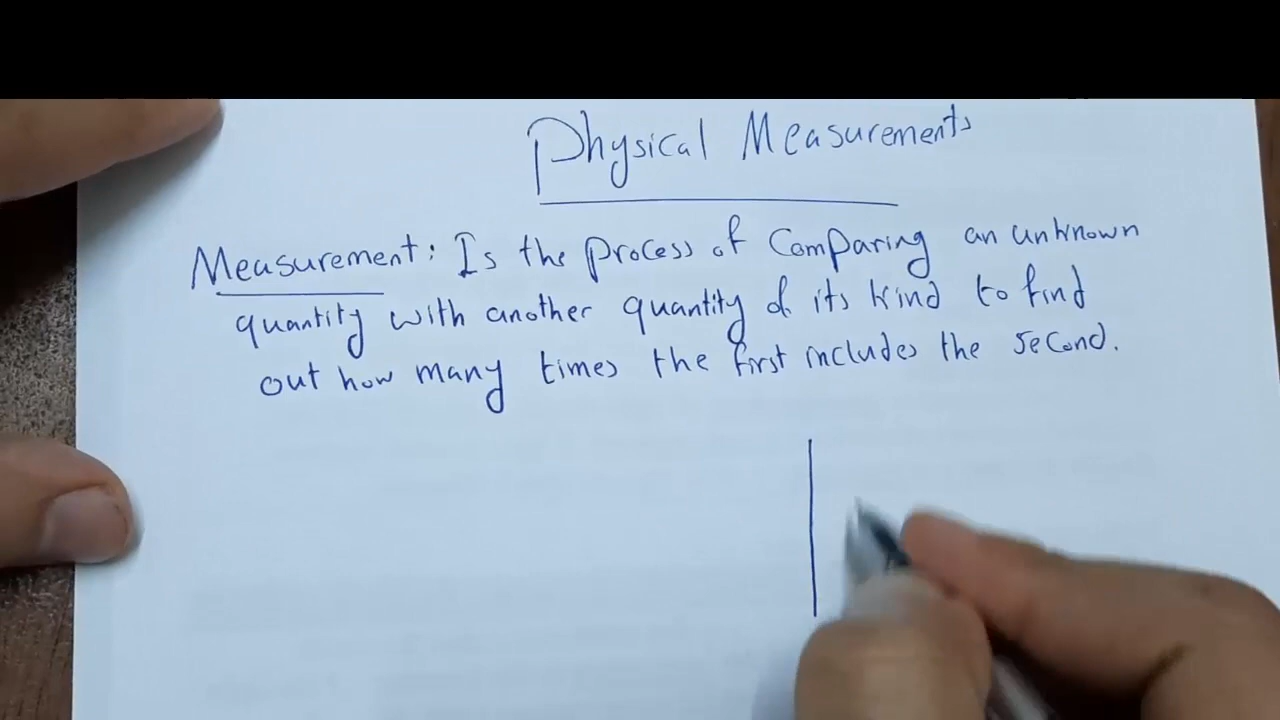 Physical Measurements
Measurement: Is the process of Comparing an unknown
quantity with another quantity of its kind to find
out how many times the first includes the second.